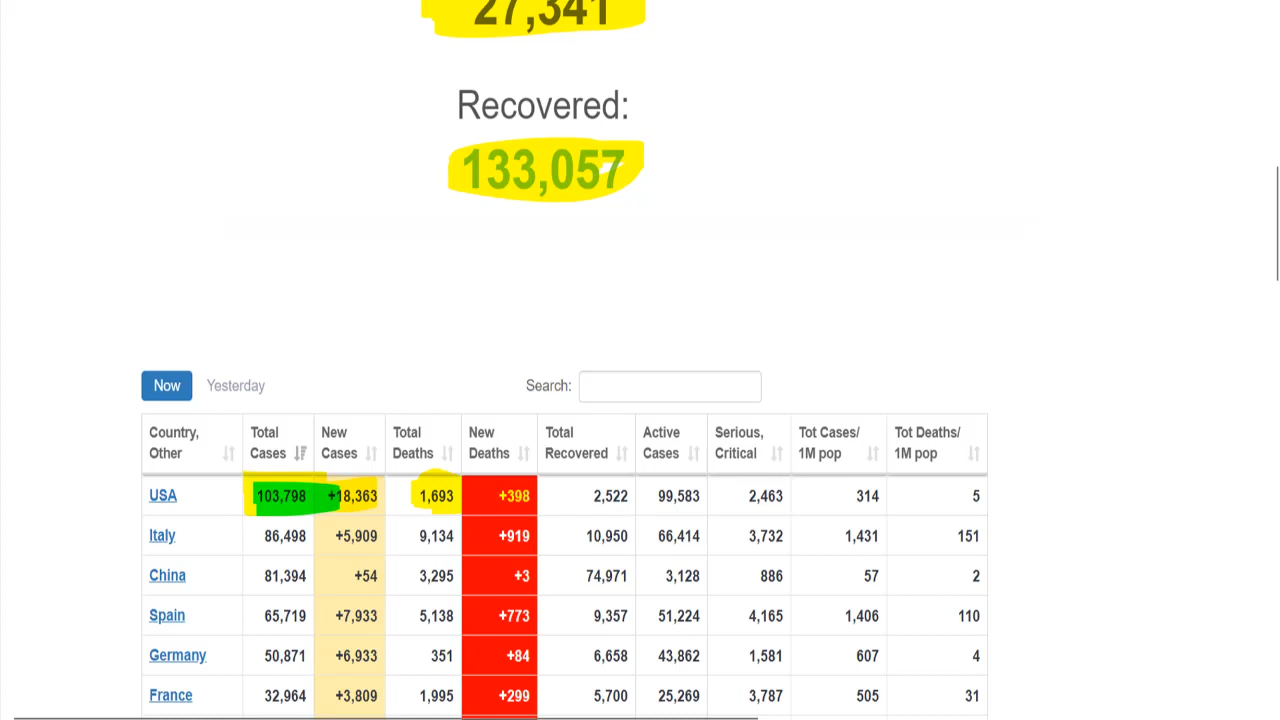 27,341
Recovered:
133,057
Now Yesterday Search:
Country, Other Total Cases New Cases Total Deaths New Deaths Total Recovered Active Cases Serious, Critical Tot Cases/ 1M pop Tot Deaths/ 1M pop
USA 103,798 +18,363 1,693 +398 2,522 99,583 2,463 314 5
Italy 86,498 +5,909 9,134 +919 10,950 66,414 3,732 1,431 151
China 81,394 +54 3,295 +3 74,971 3,128 886 57 2
Spain 65,719 +7,933 5,138 +773 9,357 51,224 4,165 1,406 110
Germany 50,871 +6,933 351 +84 6,658 43,862 1,581 607 4
France 32,964 +3,809 1,995 +299 5,700 25,269 3,787 505 31